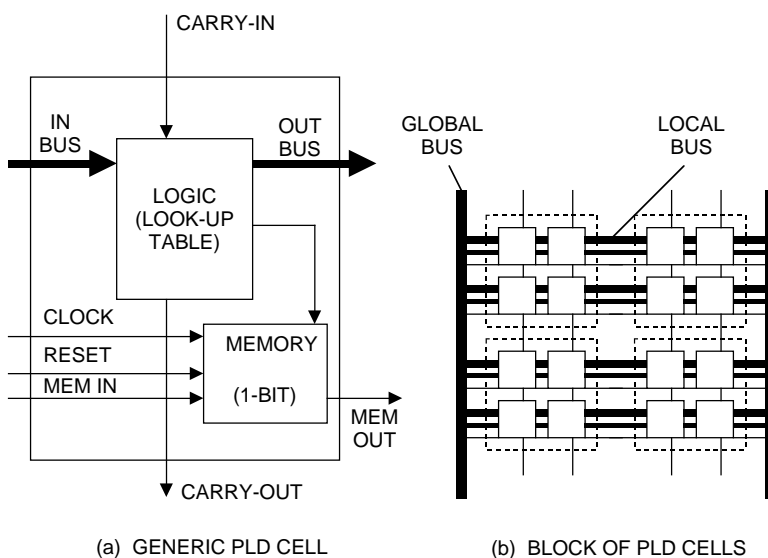 CARRY-IN
IN
BUS
OUT
BUS
LOGIC
(LOOK-UP
TABLE)
CLOCK
RESET
MEM IN
MEMORY
(1-BIT)
MEM
OUT
CARRY-OUT
(a) GENERIC PLD CELL
GLOBAL
BUS
LOCAL
BUS
(b) BLOCK OF PLD CELLS